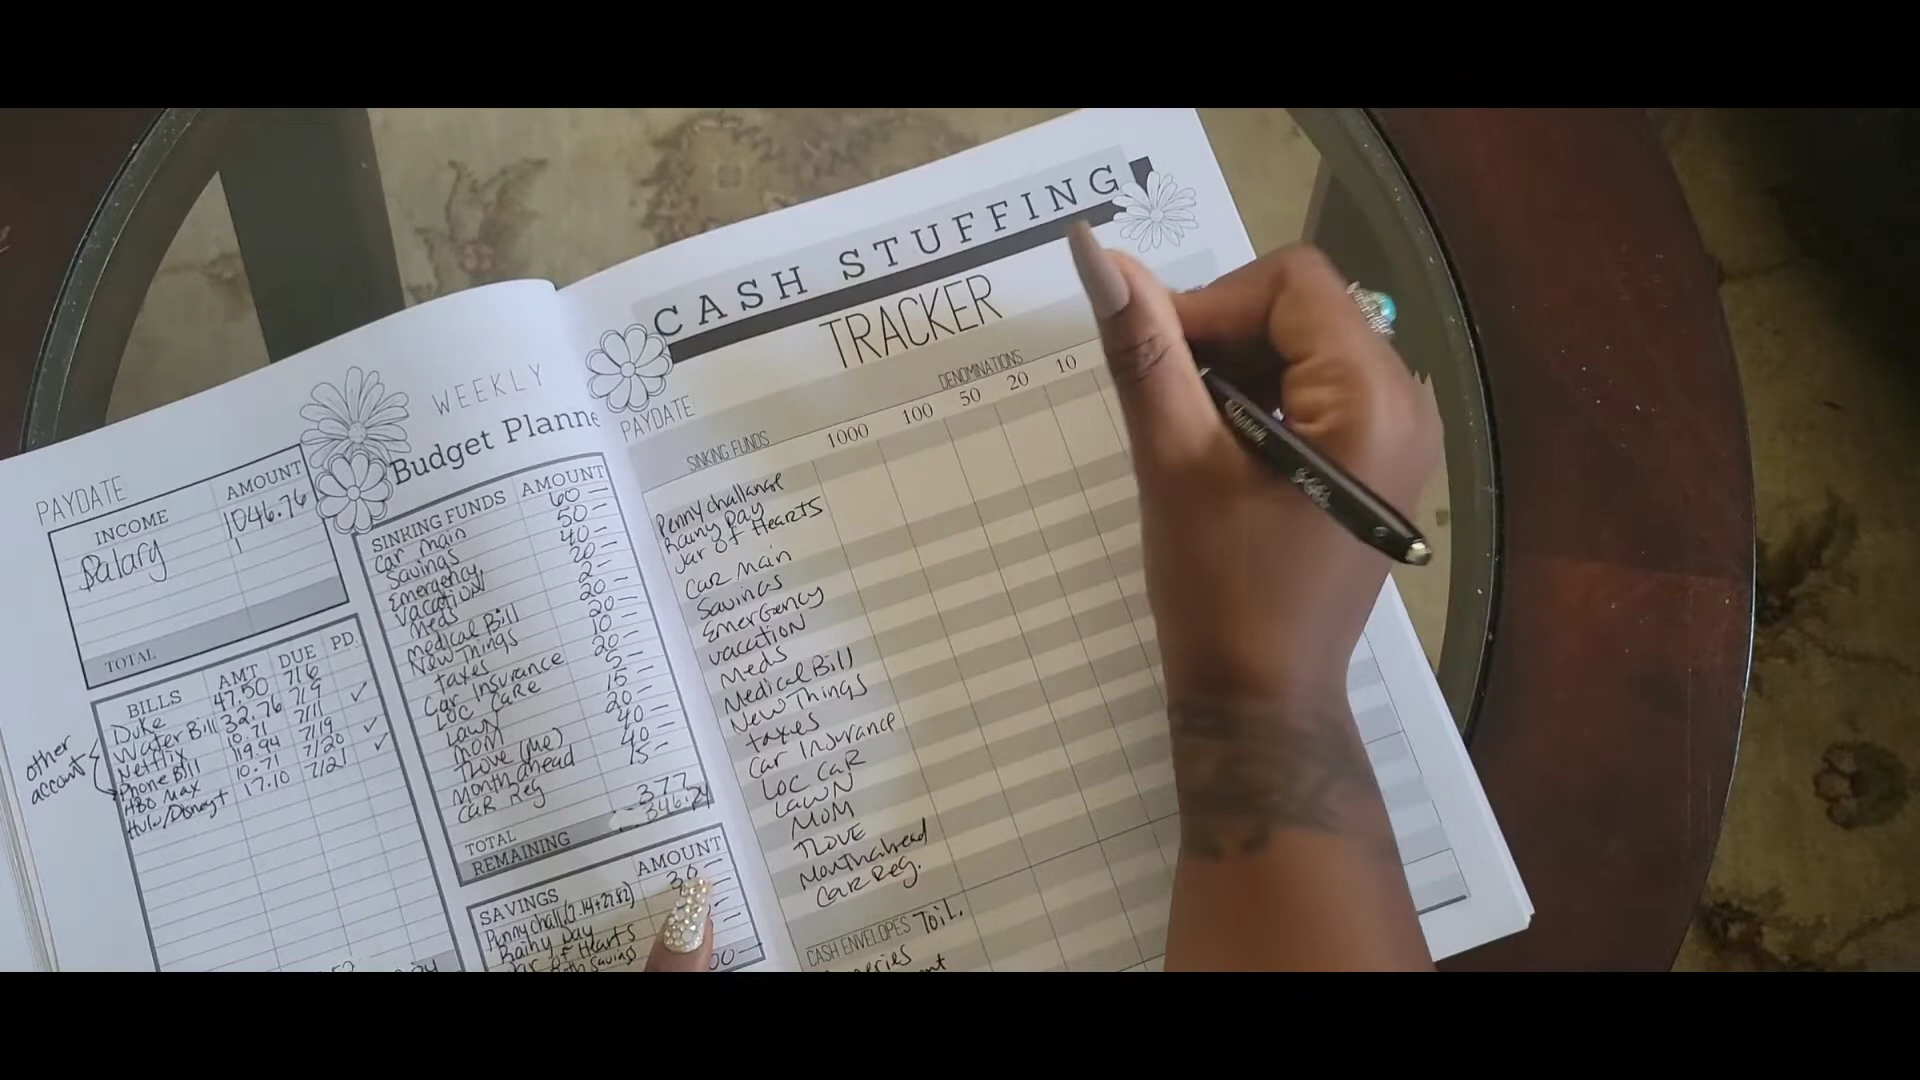 WEEKLY
Budget Planne
PAYDATE
INCOME AMOUNT
Salary 1046.76
TOTAL
BILLS AMT DUE PD.
Duke 47.50 7/6
Water Bill 32.76 7/9 ✓
Netflix 10.71 7/11
Phone Bill 119.94 7/19 ✓
HBO Max 10.71 7/20 ✓
Hulu/Disney+ 17.10 7/21
other
account
SINKING FUNDS AMOUNT
Car Main 60-
Savings 50-
Emergency 40-
Vacation 20-
Meds 2-
Medical Bill 20-
New Things 20-
Taxes 10-
Car Insurance 20-
LOC Care 5-
Lawn 15-
MOM 20-
TLove (me) 40-
Month ahead 40-
Car Reg 15-
TOTAL 377
REMAINING
SAVINGS AMOUNT
Penny chall. 30-
Rainy Day
Jar of Hearts
Savings
CASH STUFFING
TRACKER
PAYDATE
DENOMINATIONS
SINKING FUNDS 1000 100 50 20 10
Penny challange
Rainy Day
Jar of Hearts
Car Main
Savings
Emergency
Vacation
Meds
Medical Bill
New Things
Taxes
Car Insurance
LOC CaR
LAWN
MOM
TLOVE
Monthahead
Car Reg.
CASH ENVELOPES Toil.